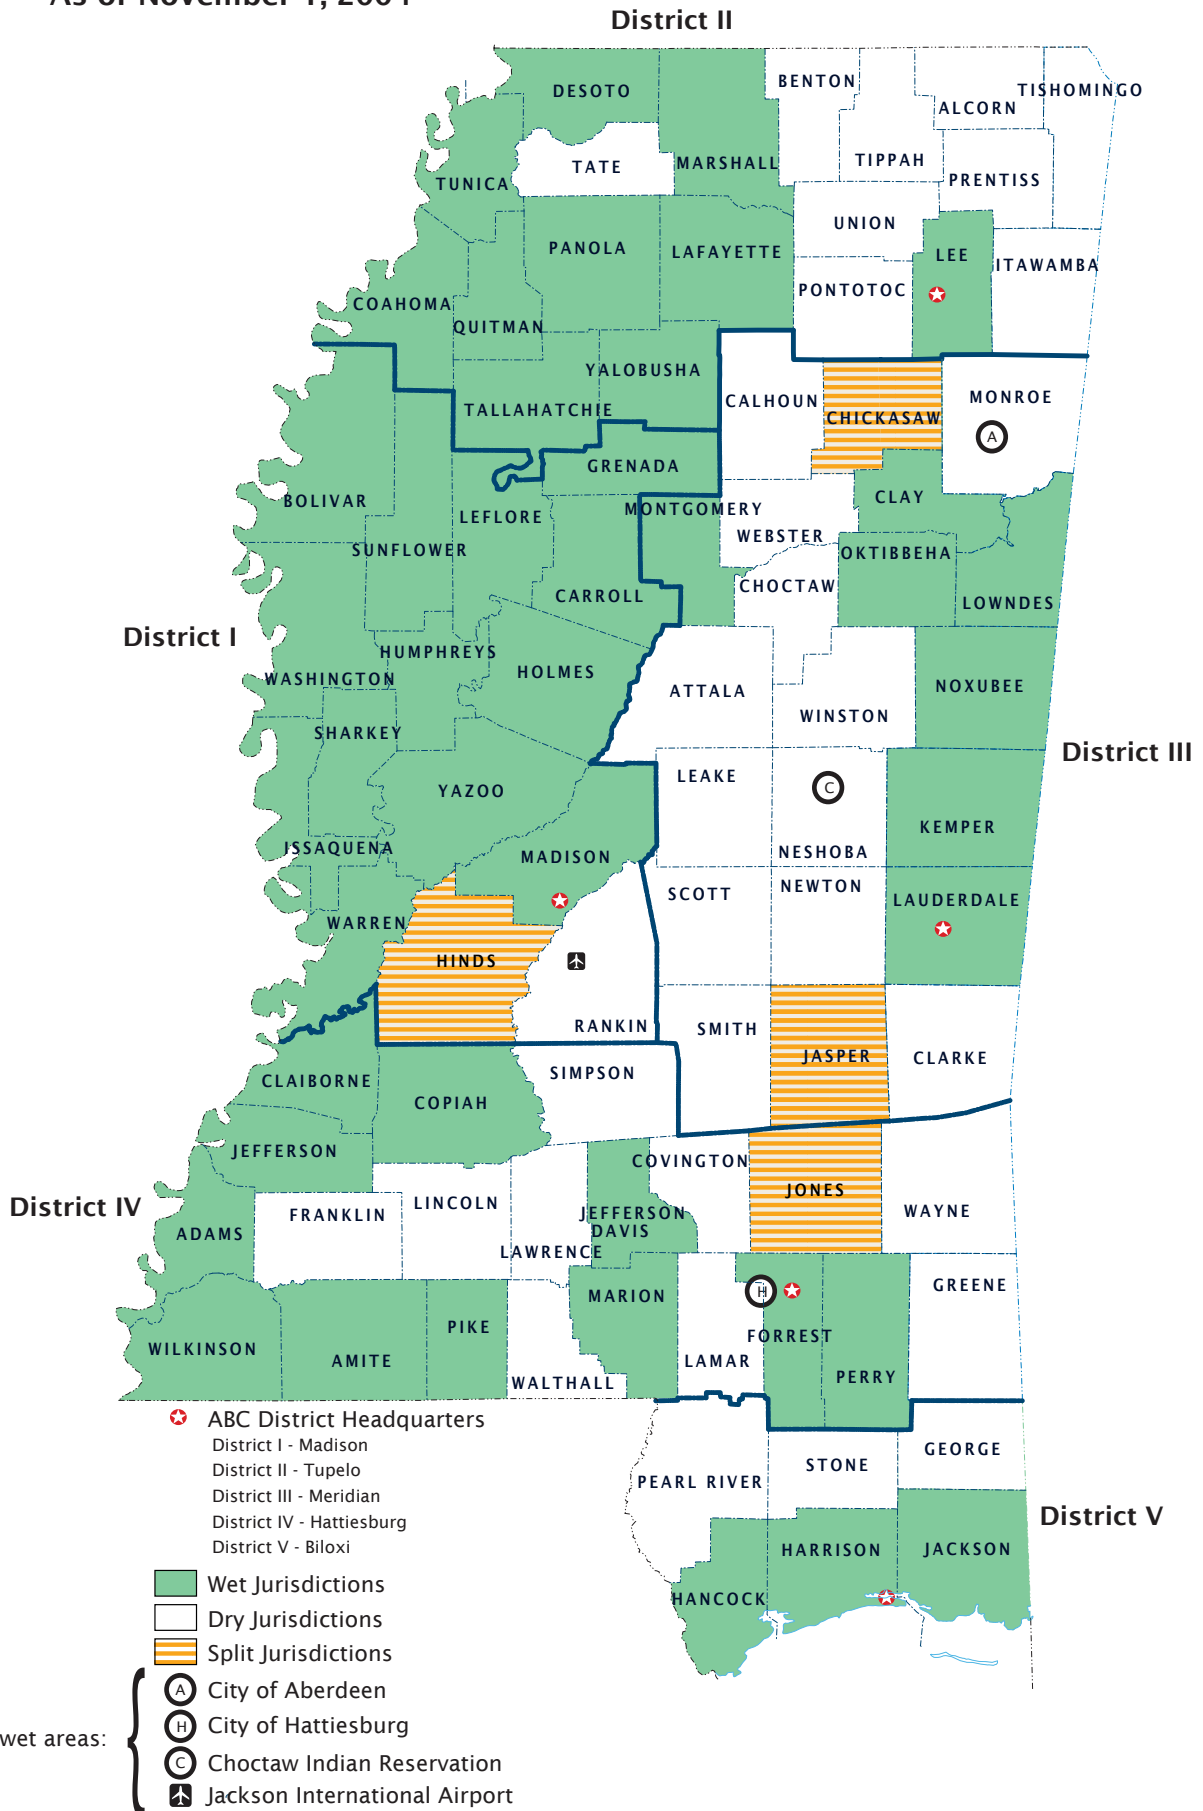 As of November 1, 2004
District II
DESOTO
BENTON
TISHOMINGO
ALCORN
TATE
MARSHALL
TIPPAH
PRENTISS
TUNICA
UNION
PANOLA
LAFAYETTE
LEE
ITAWAMBA
PONTOTOC
COAHOMA
QUITMAN
YALOBUSHA
CALHOUN
MONROE
TALLAHATCHIE
CHICKASAW
A
GRENADA
BOLIVAR
CLAY
MONTGOMERY
LEFLORE
WEBSTER
SUNFLOWER
OKTIBBEHA
CHOCTAW
CARROLL
LOWNDES
District I
HUMPHREYS
HOLMES
WASHINGTON
ATTALA
NOXUBEE
WINSTON
SHARKEY
District III
LEAKE
YAZOO
C
KEMPER
ISSAQUENA
MADISON
NESHOBA
SCOTT
NEWTON
LAUDERDALE
WARREN
HINDS
RANKIN
SMITH
JASPER
CLARKE
SIMPSON
CLAIBORNE
COPIAH
JEFFERSON
COVINGTON
JONES
District IV
LINCOLN
FRANKLIN
JEFFERSON
DAVIS
WAYNE
ADAMS
LAWRENCE
GREENE
H
MARION
PIKE
FORREST
WILKINSON
AMITE
LAMAR
PERRY
WALTHALL
ABC District Headquarters
District I - Madison
District II - Tupelo
District III - Meridian
District IV - Hattiesburg
District V - Biloxi
GEORGE
STONE
PEARL RIVER
District V
HARRISON
JACKSON
HANCOCK
Wet Jurisdictions
Dry Jurisdictions
Split Jurisdictions
wet areas:
A City of Aberdeen
H City of Hattiesburg
C Choctaw Indian Reservation
Jackson International Airport